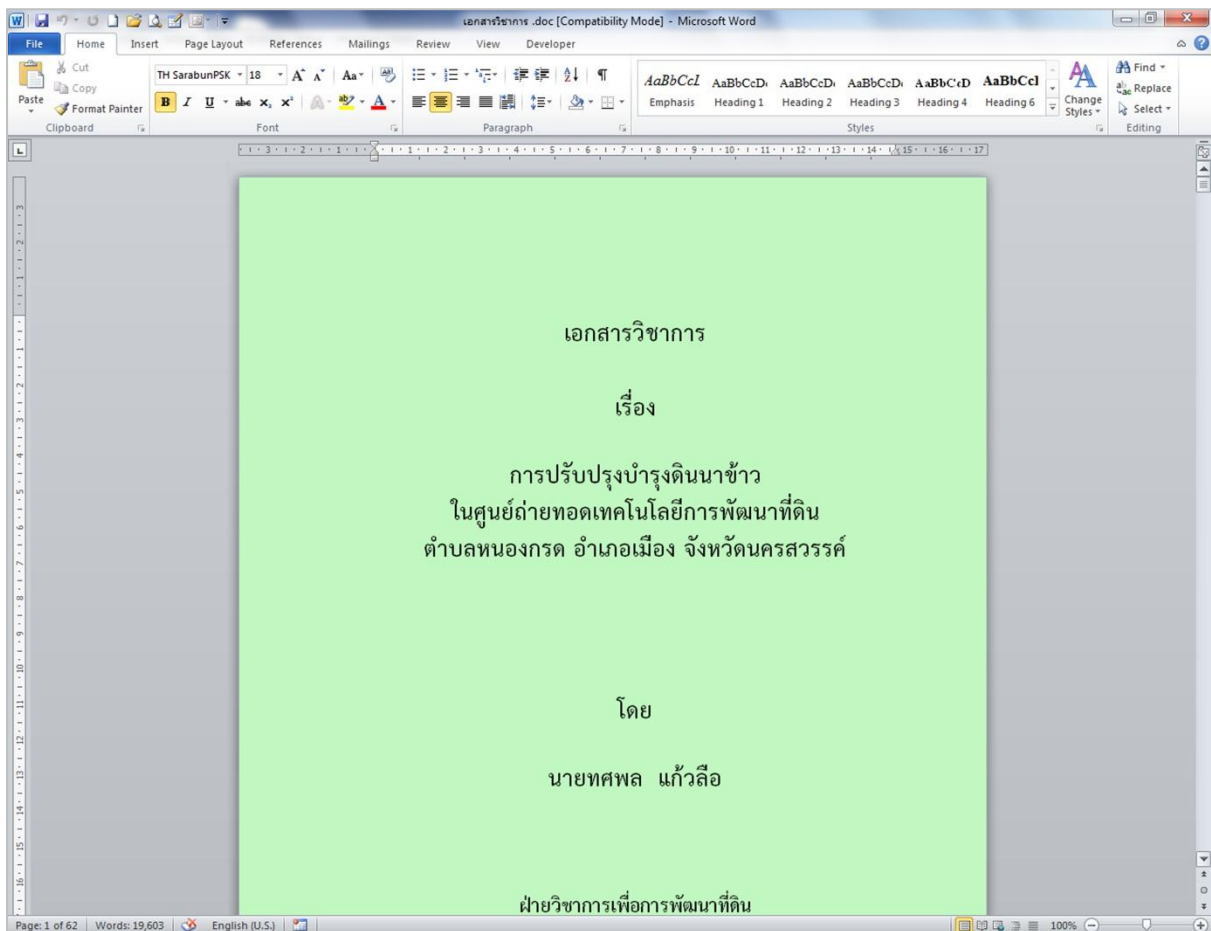 เอกสารวิชาการ .doc [Compatibility Mode] - Microsoft Word
File Home Insert Page Layout References Mailings Review View Developer
Cut
Copy
Paste
Format Painter
Clipboard
TH SarabunPSK 18
Font
Paragraph
AaBbCcL AaBbCcD AaBbCcD AaBbCcD AaBbCcD AaBbCcl
Emphasis Heading 1 Heading 2 Heading 3 Heading 4 Heading 6
Change Styles
Styles
Find
Replace
Select
Editing
เอกสารวิชาการ
เรื่อง
การปรับปรุงบำรุงดินนาข้าว
ในศูนย์ถ่ายทอดเทคโนโลยีการพัฒนาที่ดิน
ตำบลหนองกรด อำเภอเมือง จังหวัดนครสวรรค์
โดย
นายทศพล แก้วลือ
ฝ่ายวิชาการเพื่อการพัฒนาที่ดิน
Page: 1 of 62 Words: 19,603 English (U.S.) 100%